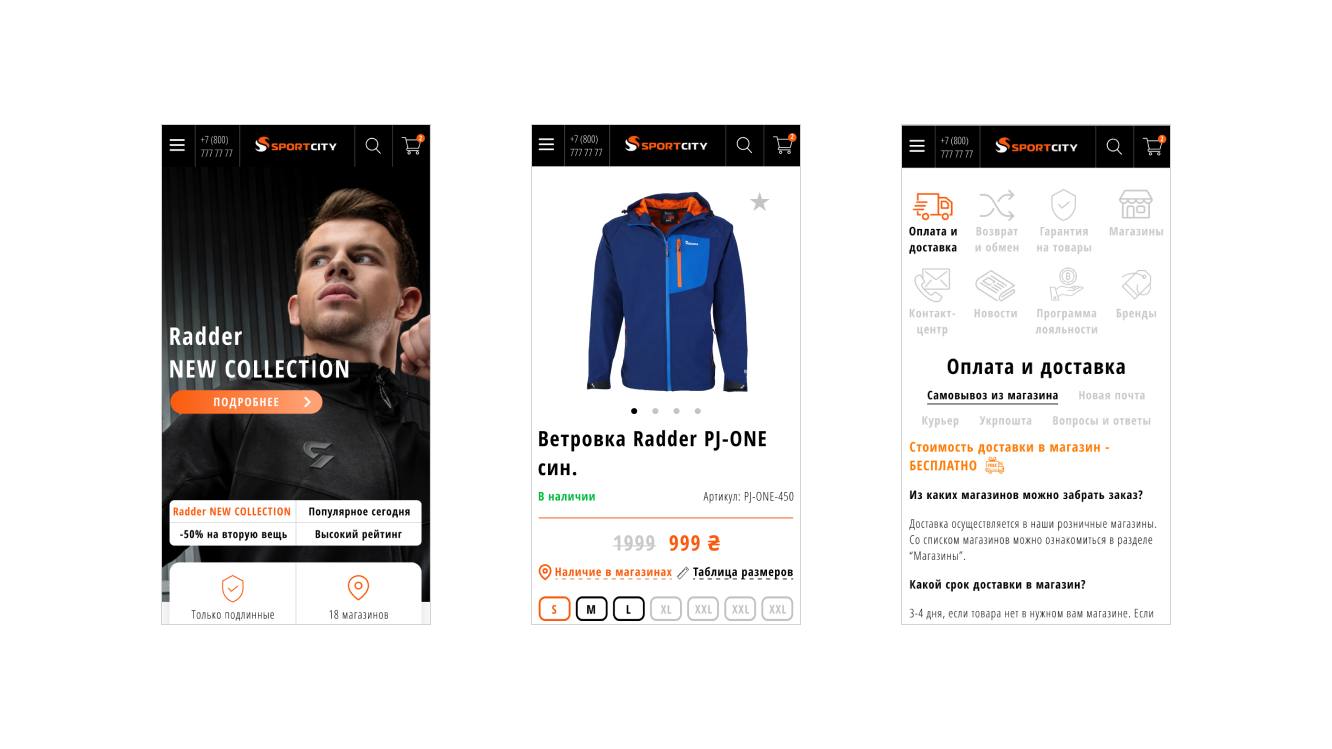 +7 (800)
777 77 77
SPORTCITY
2
Radder
NEW COLLECTION
ПОДРОБНЕЕ
Radder NEW COLLECTION
Популярное сегодня
-50% на вторую вещь
Высокий рейтинг
Только подлинные
18 магазинов
+7 (800)
777 77 77
SPORTCITY
2
Ветровка Radder PJ-ONE
син.
В наличии
Артикул: PJ-ONE-450
1999 999 ₴
Наличие в магазинах
Таблица размеров
S M L XL XXL XXL XXL
+7 (800)
777 77 77
SPORTCITY
2
Оплата и
доставка
Возврат
и обмен
Гарантия
на товары
Магазины
Контакт-
центр
Новости
Программа
лояльности
Бренды
Оплата и доставка
Самовывоз из магазина
Новая почта
Курьер
Укрпошта
Вопросы и ответы
Стоимость доставки в магазин -
БЕСПЛАТНО
Из каких магазинов можно забрать заказ?
Доставка осуществляется в наши розничные магазины.
Со списком магазинов можно ознакомиться в разделе
“Магазины”.
Какой срок доставки в магазин?
3-4 дня, если товара нет в нужном вам магазине. Если